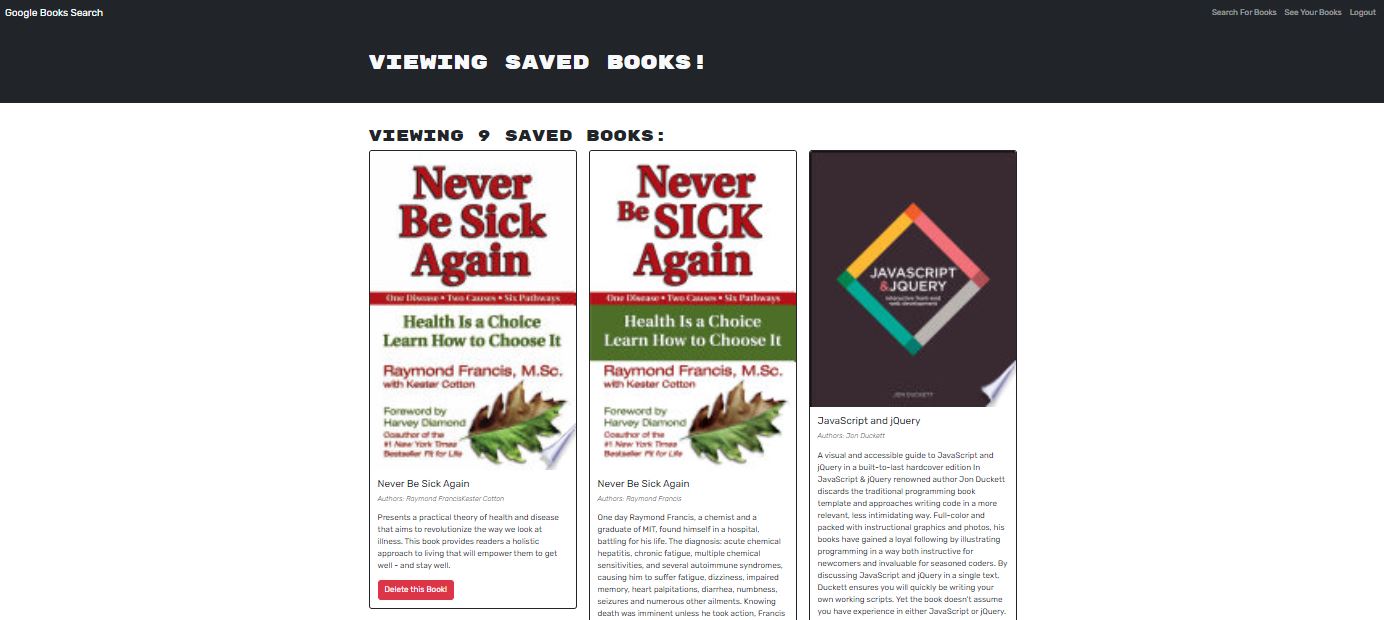 Google Books Search
Search For Books See Your Books Logout
VIEWING SAVED BOOKS!
VIEWING 9 SAVED BOOKS:
Never
Be Sick
Again
One Disease • Two Causes • Six Pathways
Health Is a Choice
Learn How to Choose It
Raymond Francis, M.Sc.
with Kester Cotton
Foreword by
Harvey Diamond
Coauthor of the
#1 New York Times
Bestseller Fit for Life
Never Be Sick Again
Authors: Raymond FrancisKester Cotton
Presents a practical theory of health and disease
that aims to revolutionize the way we look at
illness. This book provides readers a holistic
approach to living that will empower them to get
well - and stay well.
Delete this Book!
Never
Be SICK
Again
One Disease • Two Causes • Six Pathways
Health Is a Choice
Learn How to Choose It
Raymond Francis, M.Sc.
with Kester Cotton
Foreword by
Harvey Diamond
Coauthor of the
#1 New York Times
Bestseller Fit for Life
Never Be Sick Again
Authors: Raymond Francis
One day Raymond Francis, a chemist and a
graduate of MIT, found himself in a hospital,
battling for his life. The diagnosis: acute chemical
hepatitis, chronic fatigue, multiple chemical
sensitivities, and several autoimmune syndromes,
causing him to suffer fatigue, dizziness, impaired
memory, heart palpitations, diarrhea, numbness,
seizures and numerous other ailments. Knowing
death was imminent unless he took action, Francis
JAVASCRIPT
&JQUERY
interactive front-end
web development
JON DUCKETT
JavaScript and jQuery
Authors: Jon Duckett
A visual and accessible guide to JavaScript and
jQuery in a built-to-last hardcover edition In
JavaScript & jQuery renowned author Jon Duckett
discards the traditional programming book
template and approaches writing code in a more
relevant, less intimidating way. Full-color and
packed with instructional graphics and photos, his
books have gained a loyal following by illustrating
programming in a way both instructive for
newcomers and invaluable for seasoned coders. By
discussing JavaScript and jQuery in a single text,
Duckett ensures you will quickly be writing your
own working scripts. Yet the book doesn't assume
you have experience in either JavaScript or jQuery.